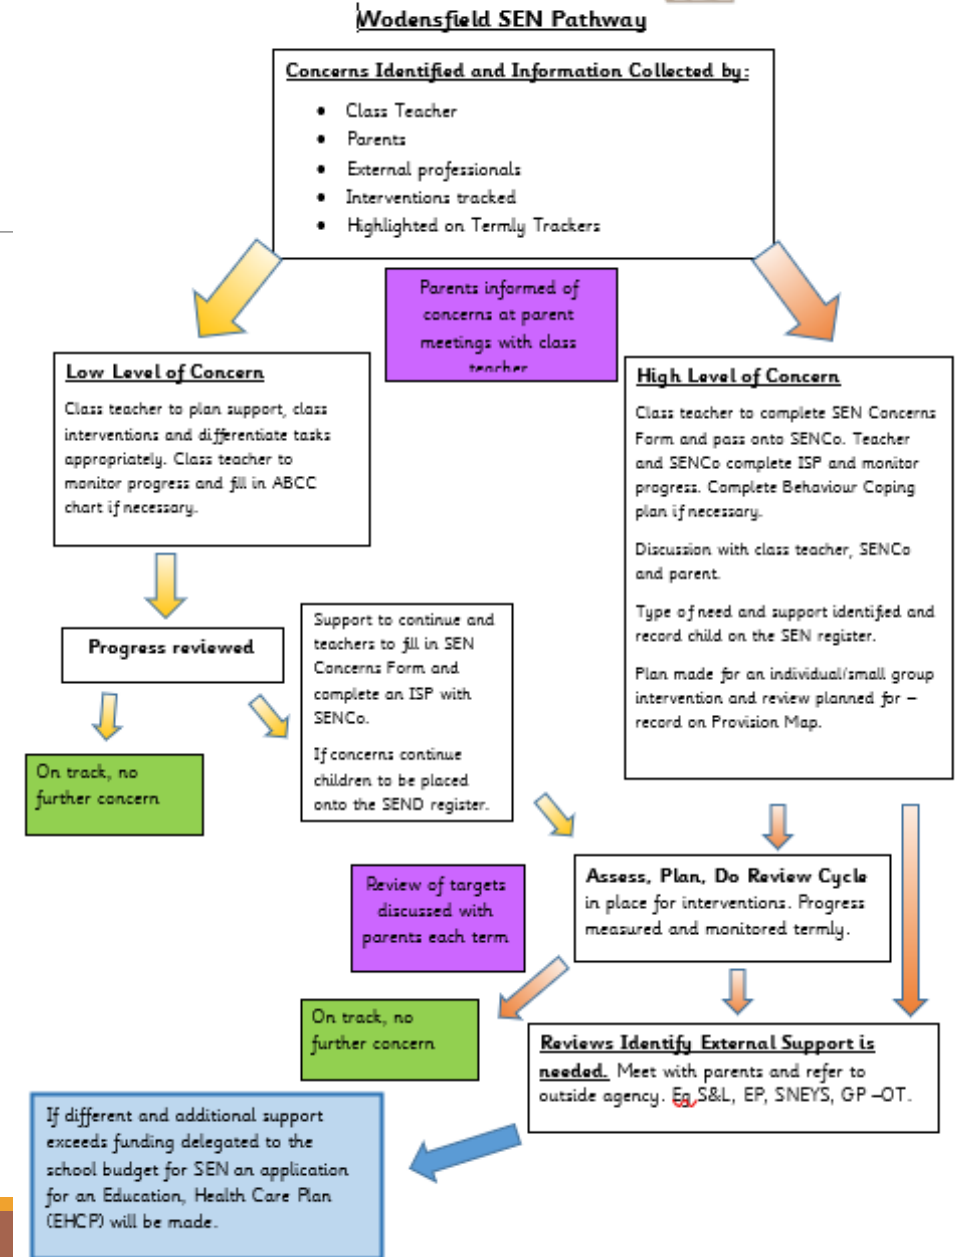 Wodensfield SEN Pathway
Concerns Identified and Information Collected by:
• Class Teacher
• Parents
• External professionals
• Interventions tracked
• Highlighted on Termly Trackers
Parents informed of
concerns at parent
meetings with class
teacher
Low Level of Concern
Class teacher to plan support, class
interventions and differentiate tasks
appropriately. Class teacher to
monitor progress and fill in ABCC
chart if necessary.
High Level of Concern
Class teacher to complete SEN Concerns
Form and pass onto SENCo. Teacher
and SENCo complete ISP and monitor
progress. Complete Behaviour Coping
plan if necessary.
Discussion with class teacher, SENCo
and parent.
Type of need and support identified and
record child on the SEN register.
Plan made for an individual/small group
intervention and review planned for –
record on Provision Map.
Progress reviewed
Support to continue and
teachers to fill in SEN
Concerns Form and
complete an ISP with
SENCo.
If concerns continue
children to be placed
onto the SEND register.
On track, no
further concern
Assess, Plan, Do Review Cycle
in place for interventions. Progress
measured and monitored termly.
Review of targets
discussed with
parents each term
On track, no
further concern
Reviews Identify External Support is
needed. Meet with parents and refer to
outside agency. Eg S&L, EP, SNEYS, GP –OT.
If different and additional support
exceeds funding delegated to the
school budget for SEN an application
for an Education, Health Care Plan
(EHCP) will be made.